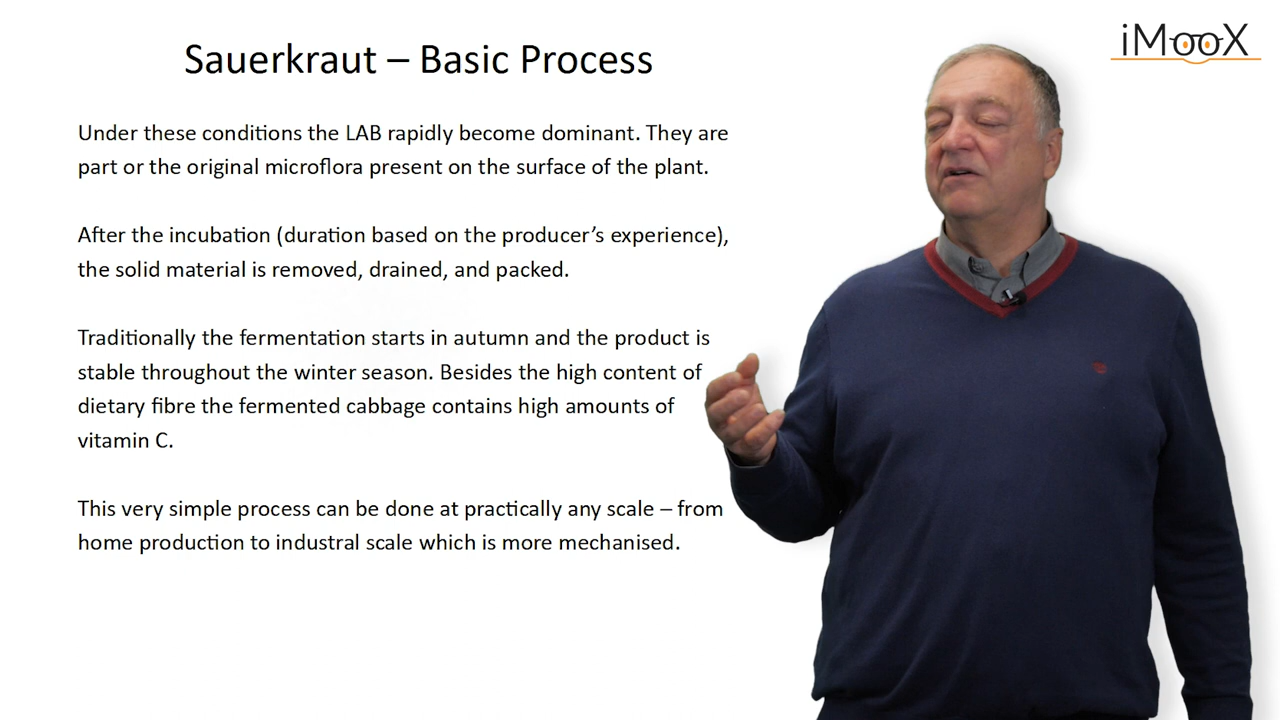 Sauerkraut – Basic Process
iMooX
Under these conditions the LAB rapidly become dominant. They are
part or the original microflora present on the surface of the plant.
After the incubation (duration based on the producer’s experience),
the solid material is removed, drained, and packed.
Traditionally the fermentation starts in autumn and the product is
stable throughout the winter season. Besides the high content of
dietary fibre the fermented cabbage contains high amounts of
vitamin C.
This very simple process can be done at practically any scale – from
home production to industral scale which is more mechanised.